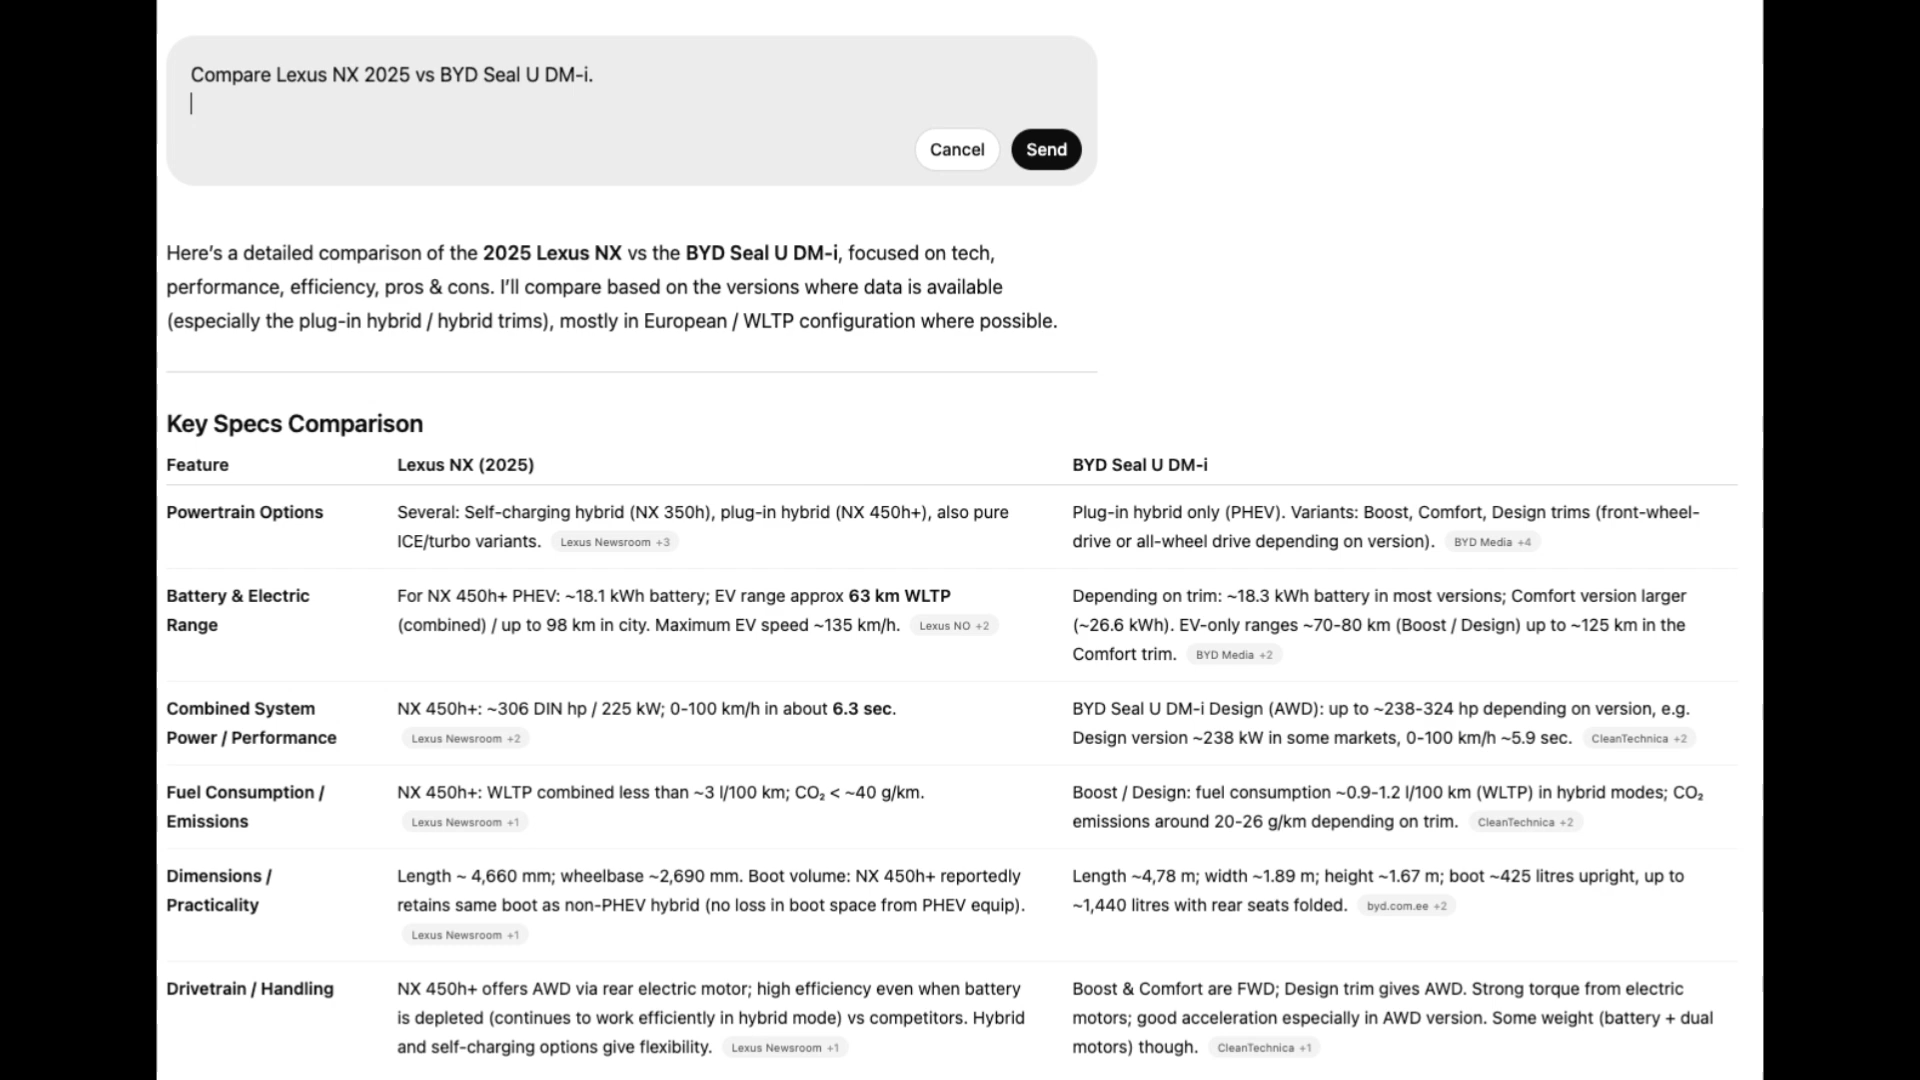 Compare Lexus NX 2025 vs BYD Seal U DM-i.
Cancel
Send
Here's a detailed comparison of the 2025 Lexus NX vs the BYD Seal U DM-i, focused on tech,
performance, efficiency, pros & cons. I'll compare based on the versions where data is available
(especially the plug-in hybrid / hybrid trims), mostly in European / WLTP configuration where possible.
Key Specs Comparison
Feature
Lexus NX (2025)
BYD Seal U DM-i
Powertrain Options
Several: Self-charging hybrid (NX 350h), plug-in hybrid (NX 450h+), also pure
ICE/turbo variants. Lexus Newsroom +3
Plug-in hybrid only (PHEV). Variants: Boost, Comfort, Design trims (front-wheel-
drive or all-wheel drive depending on version). BYD Media +4
Battery & Electric
Range
For NX 450h+ PHEV: ~18.1 kWh battery; EV range approx 63 km WLTP
(combined) / up to 98 km in city. Maximum EV speed ~135 km/h. Lexus NO +2
Depending on trim: ~18.3 kWh battery in most versions; Comfort version larger
(~26.6 kWh). EV-only ranges ~70-80 km (Boost / Design) up to ~125 km in the
Comfort trim. BYD Media +2
Combined System
Power / Performance
NX 450h+: ~306 DIN hp / 225 kW; 0-100 km/h in about 6.3 sec.
Lexus Newsroom +2
BYD Seal U DM-i Design (AWD): up to ~238-324 hp depending on version, e.g.
Design version ~238 kW in some markets, 0-100 km/h ~5.9 sec. CleanTechnica +2
Fuel Consumption /
Emissions
NX 450h+: WLTP combined less than ~3 l/100 km; CO₂ < ~40 g/km.
Lexus Newsroom +1
Boost / Design: fuel consumption ~0.9-1.2 l/100 km (WLTP) in hybrid modes; CO₂
emissions around 20-26 g/km depending on trim. CleanTechnica +2
Dimensions /
Practicality
Length ~ 4,660 mm; wheelbase ~2,690 mm. Boot volume: NX 450h+ reportedly
retains same boot as non-PHEV hybrid (no loss in boot space from PHEV equip).
Lexus Newsroom +1
Length ~4,78 m; width ~1.89 m; height ~1.67 m; boot ~425 litres upright, up to
~1,440 litres with rear seats folded. byd.com.ee +2
Drivetrain / Handling
NX 450h+ offers AWD via rear electric motor; high efficiency even when battery
is depleted (continues to work efficiently in hybrid mode) vs competitors. Hybrid
and self-charging options give flexibility. Lexus Newsroom +1
Boost & Comfort are FWD; Design trim gives AWD. Strong torque from electric
motors; good acceleration especially in AWD version. Some weight (battery + dual
motors) though. CleanTechnica +1